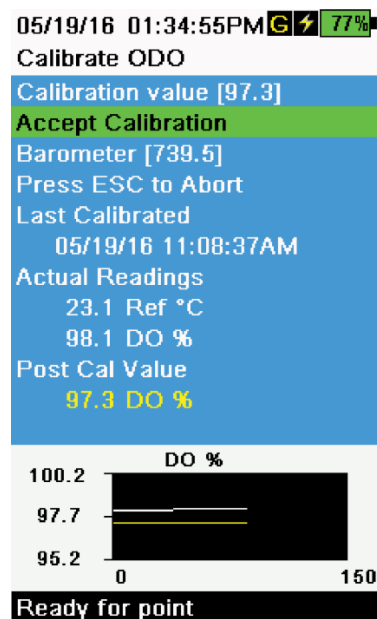 05/19/16 01:34:55PM G 77%
Calibrate ODO
Calibration value [97.3]
Accept Calibration
Barometer [739.5]
Press ESC to Abort
Last Calibrated
05/19/16 11:08:37AM
Actual Readings
23.1 Ref °C
98.1 DO %
Post Cal Value
97.3 DO %
DO %
100.2
97.7
95.2
0 150
Ready for point